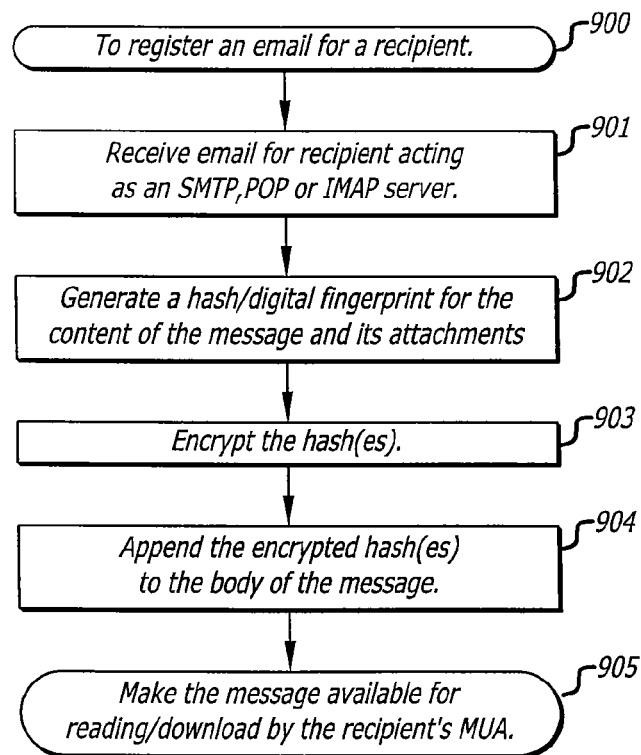 To register an email for a recipient.
900
Receive email for recipient acting
as an SMTP, POP or IMAP server.
901
Generate a hash/digital fingerprint for the
content of the message and its attachments
902
Encrypt the hash(es).
903
Append the encrypted hash(es)
to the body of the message.
904
Make the message available for
reading/download by the recipient's MUA.
905